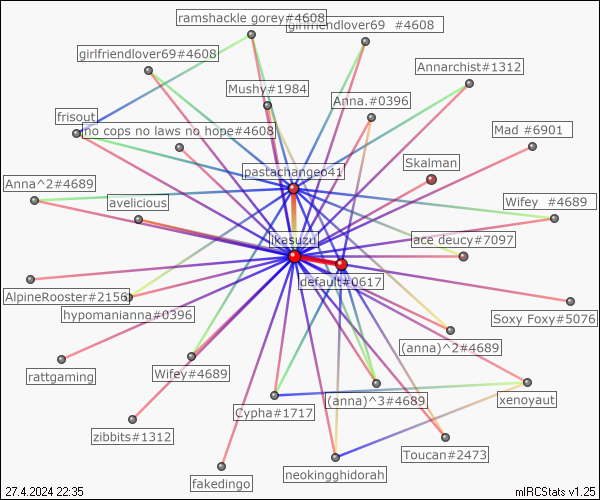 ramshackle gorey#4608
girlfriendlover69 #4608
girlfriendlover69#4608
Annarchist#1312
Mushy#1984
Anna.#0396
frisout
no cops no laws no hope#4608
Mad #6901
Skalman
pastachangeo41
Anna^2#4689
avelicious
Wifey #4689
ikasuzu
ace deucy#7097
default#0617
AlpineRooster#2156
hypomanianna#0396
Soxy Foxy#5076
(anna)^2#4689
rattgaming
Wifey#4689
(anna)^3#4689
xenoyaut
Cypha#1717
zibbits#1312
Toucan#2473
neokingghidorah
fakedingo
27.4.2024 22:35
mIRCStats v1.25